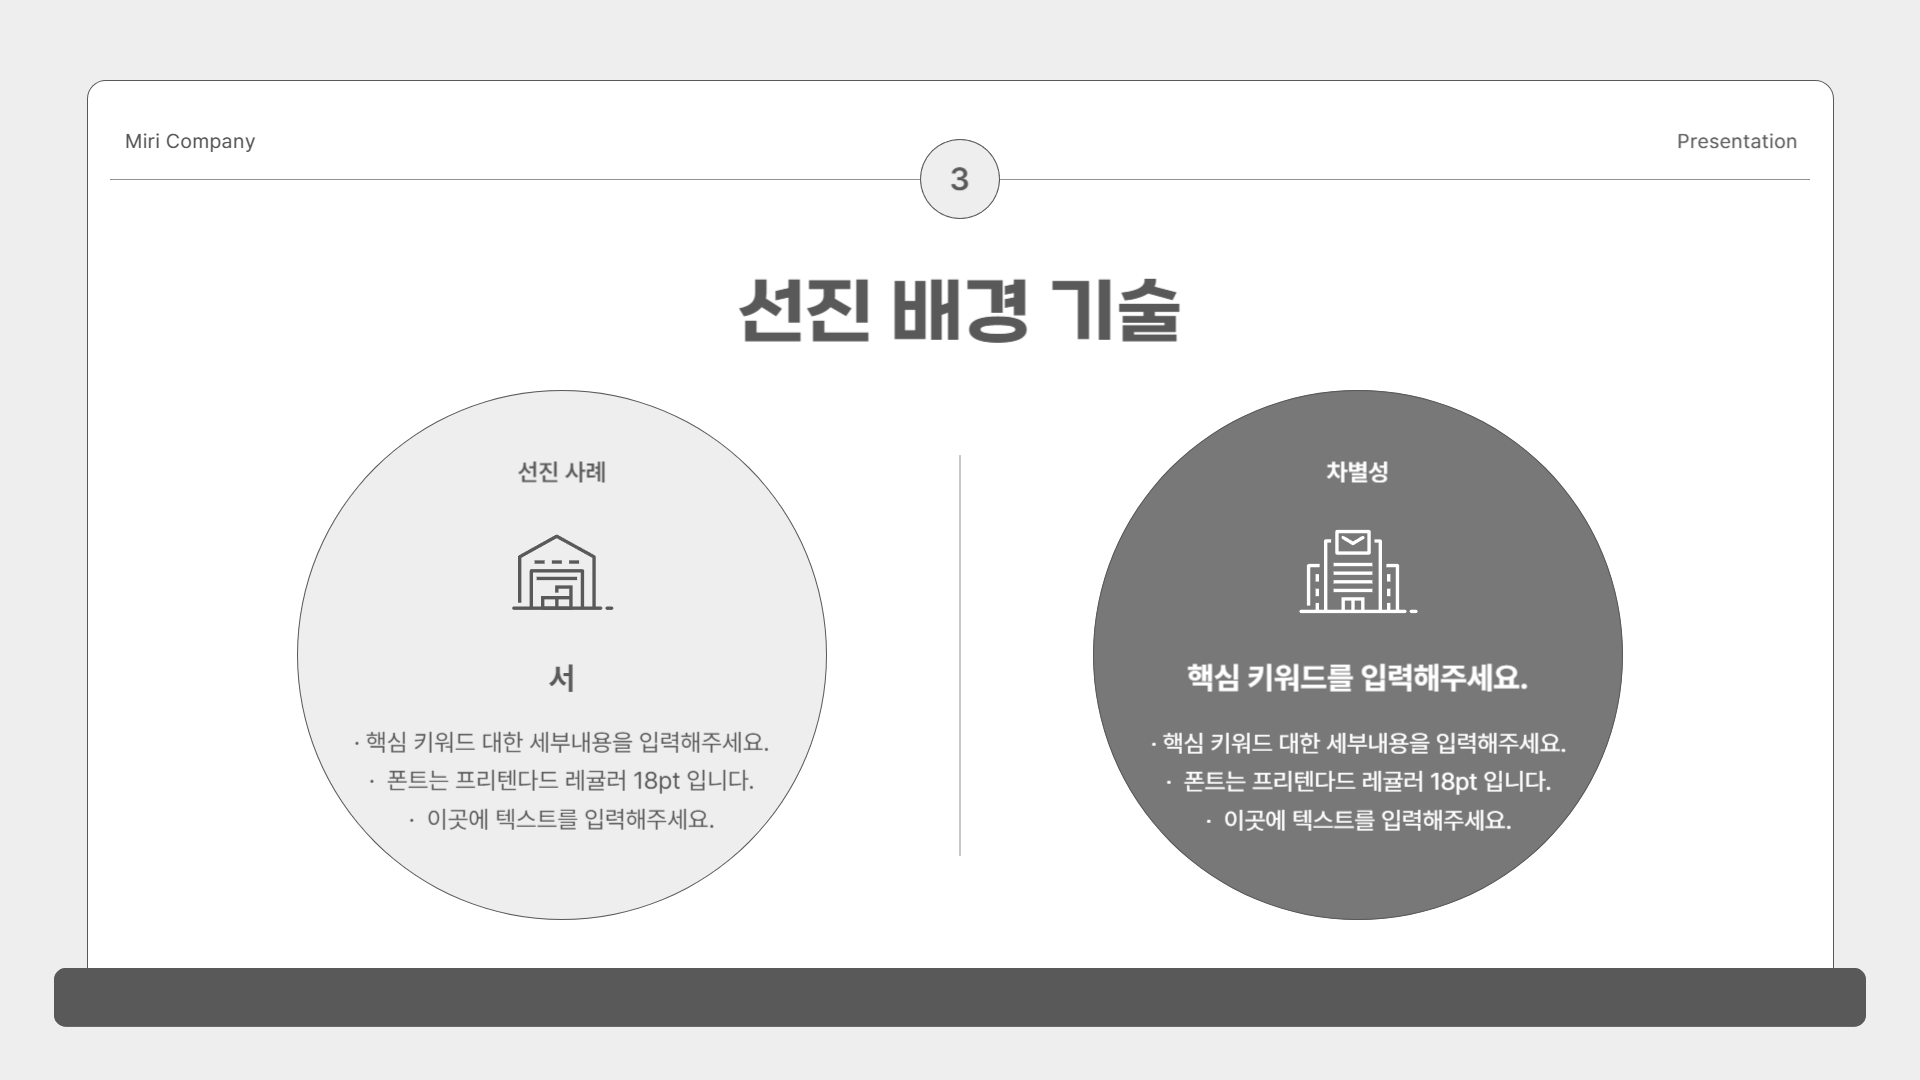 Miri Company
Presentation
3
선진 배경 기술
선진 사례
서
· 핵심 키워드 대한 세부내용을 입력해주세요.
· 폰트는 프리텐다드 레귤러 18pt 입니다.
· 이곳에 텍스트를 입력해주세요.
차별성
핵심 키워드를 입력해주세요.
· 핵심 키워드 대한 세부내용을 입력해주세요.
· 폰트는 프리텐다드 레귤러 18pt 입니다.
· 이곳에 텍스트를 입력해주세요.